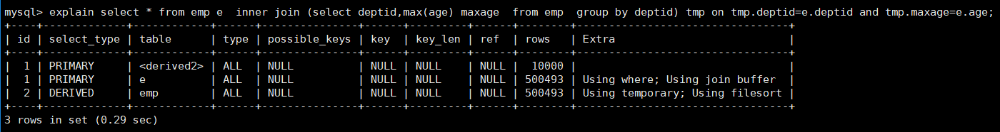 mysql> explain select * from emp e  inner join (select deptid,max(age) maxage  from emp  group by deptid) tmp on tmp.deptid=e.deptid and tmp.maxage=e.age;
+----+-------------+------------+------+---------------+------+---------+------+--------+---------------------------------+
| id | select_type | table      | type | possible_keys | key  | key_len | ref  | rows   | Extra                           |
+----+-------------+------------+------+---------------+------+---------+------+--------+---------------------------------+
|  1 | PRIMARY     | <derived2> | ALL  | NULL          | NULL | NULL    | NULL |  10000 |                                 |
|  1 | PRIMARY     | e          | ALL  | NULL          | NULL | NULL    | NULL | 500493 | Using where; Using join buffer  |
|  2 | DERIVED     | emp        | ALL  | NULL          | NULL | NULL    | NULL | 500493 | Using temporary; Using filesort |
+----+-------------+------------+------+---------------+------+---------+------+--------+---------------------------------+
3 rows in set (0.29 sec)